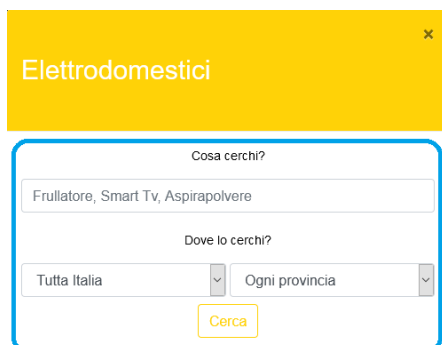 ×
Elettrodomestici
Cosa cerchi?
Frullatore, Smart Tv, Aspirapolvere
Dove lo cerchi?
Tutta Italia Ogni provincia
Cerca